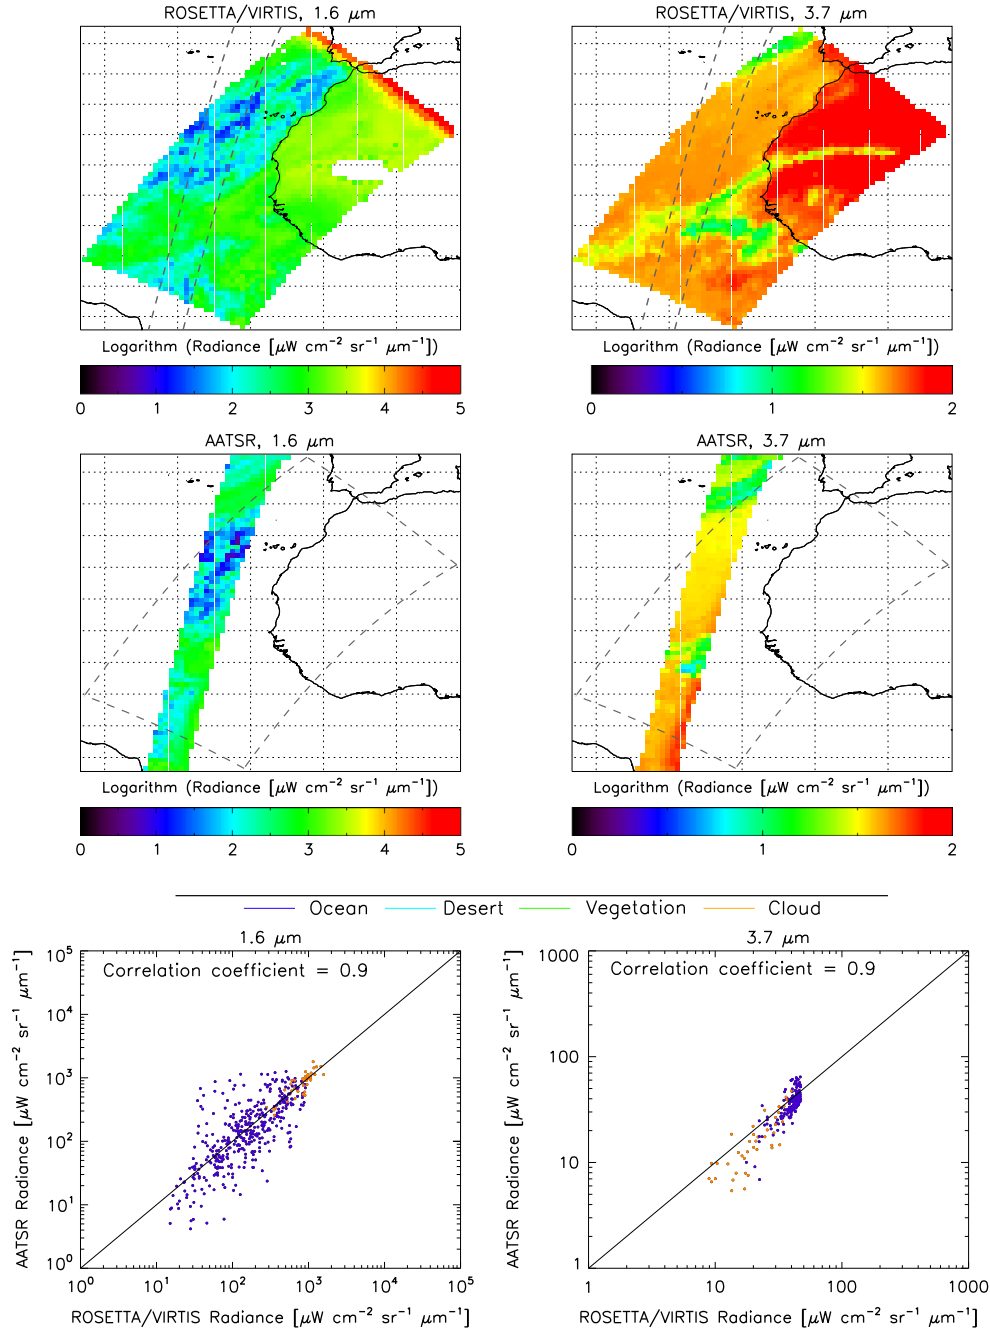 ROSETTA/VIRTIS, 1.6 μm
ROSETTA/VIRTIS, 3.7 μm
Logarithm (Radiance [μW cm⁻² sr⁻¹ μm⁻¹])
Logarithm (Radiance [μW cm⁻² sr⁻¹ μm⁻¹])
0 1 2 3 4 5
0 1 2
AATSR, 1.6 μm
AATSR, 3.7 μm
Logarithm (Radiance [μW cm⁻² sr⁻¹ μm⁻¹])
Logarithm (Radiance [μW cm⁻² sr⁻¹ μm⁻¹])
0 1 2 3 4 5
0 1 2
Ocean Desert Vegetation Cloud
1.6 μm
Correlation coefficient = 0.9
AATSR Radiance [μW cm⁻² sr⁻¹ μm⁻¹]
10⁵
10⁴
10³
10²
10¹
10⁰
10⁰ 10¹ 10² 10³ 10⁴ 10⁵
ROSETTA/VIRTIS Radiance [μW cm⁻² sr⁻¹ μm⁻¹]
3.7 μm
Correlation coefficient = 0.9
AATSR Radiance [μW cm⁻² sr⁻¹ μm⁻¹]
1000
100
10
1
1 10 100 1000
ROSETTA/VIRTIS Radiance [μW cm⁻² sr⁻¹ μm⁻¹]